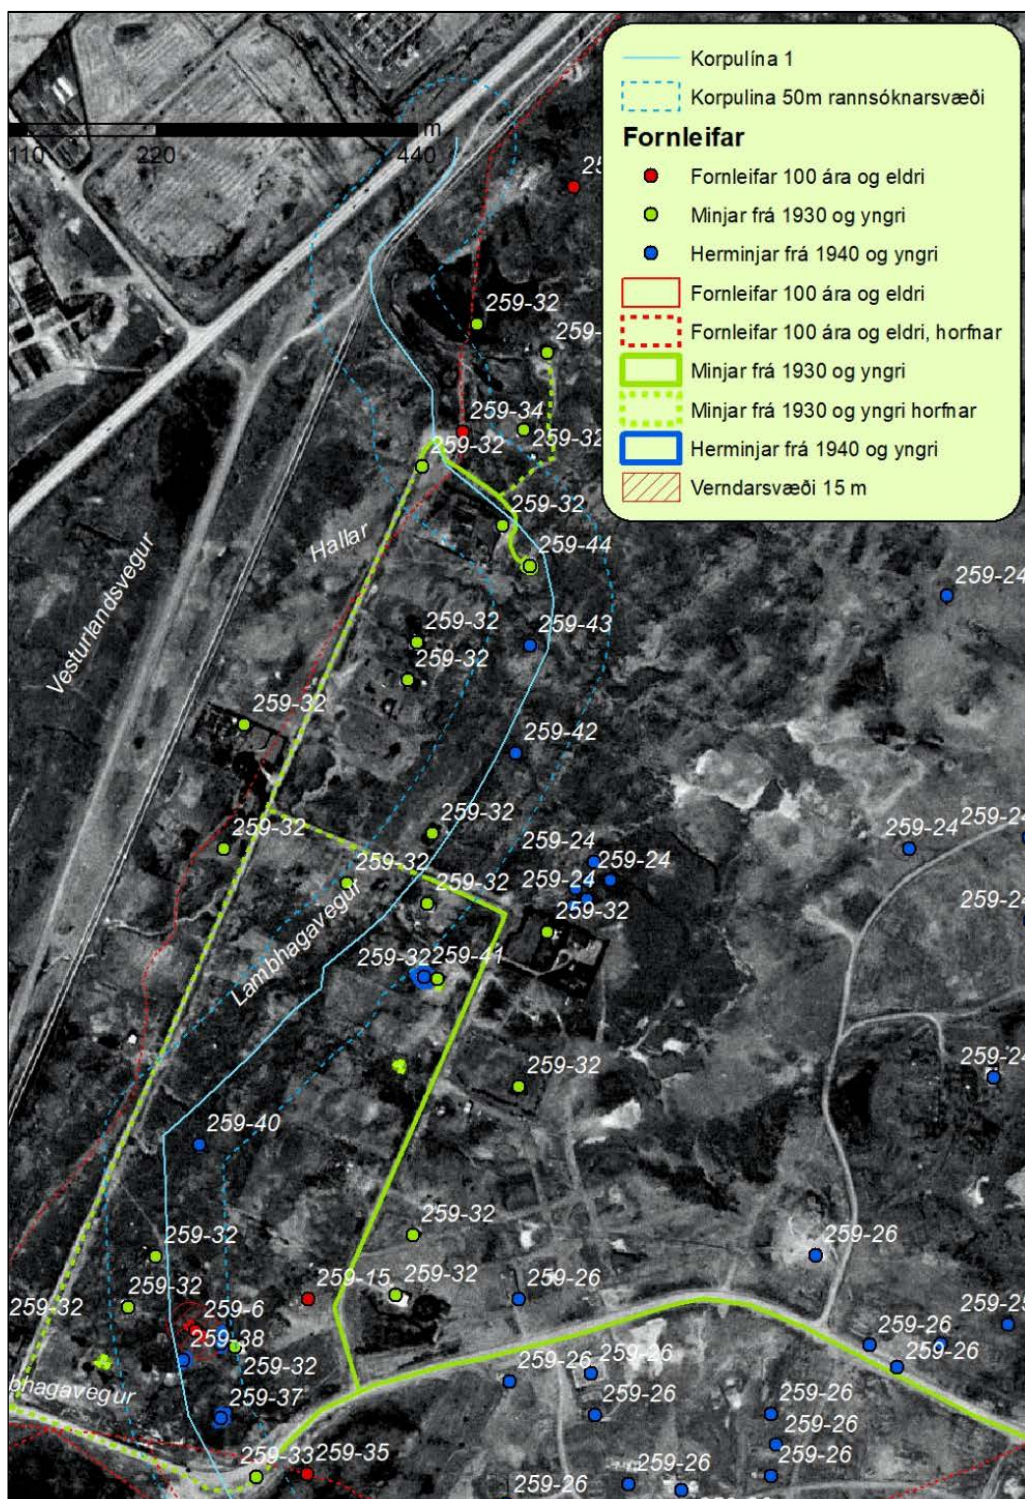 Korpulína 1
Korpulina 50m rannsóknarsvæði
Fornleifar
Fornleifar 100 ára og eldri
Minjar frá 1930 og yngri
Herminjar frá 1940 og yngri
Fornleifar 100 ára og eldri
Fornleifar 100 ára og eldri, horfnar
Minjar frá 1930 og yngri
Minjar frá 1930 og yngri horfnar
Herminjar frá 1940 og yngri
Verndarsvæði 15 m
m
110 220 440
259-32
259-34
259-32
259-32
Hallar
259-32
259-44
Vesturlandsvegur
259-24
259-43
259-32
259-32
259-32
259-42
259-32
259-32
259-24
259-24
259-24
259-24
259-32
259-32
259-32
Lambhagavegur
259-32
259-41
259-32
259-40
259-32
259-26
259-32
259-15
259-32
259-26
259-32
259-32
259-6
259-38
259-32
259-26
259-26
259-26
259-26
bhagavegur
259-37
259-26
259-26
259-26
259-26
259-33
259-35
259-26
259-26